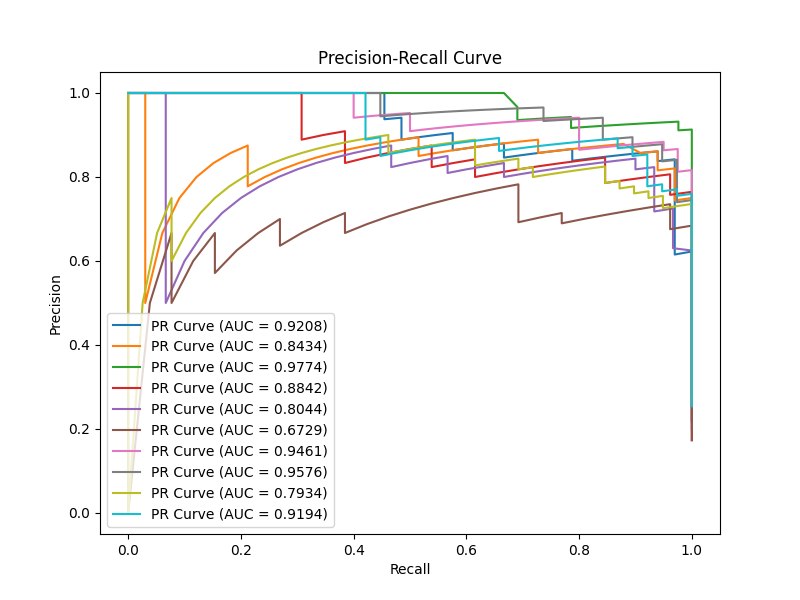 Precision-Recall Curve
Precision
1.0
0.8
0.6
0.4
0.2
0.0
PR Curve (AUC = 0.9208)
PR Curve (AUC = 0.8434)
PR Curve (AUC = 0.9774)
PR Curve (AUC = 0.8842)
PR Curve (AUC = 0.8044)
PR Curve (AUC = 0.6729)
PR Curve (AUC = 0.9461)
PR Curve (AUC = 0.9576)
PR Curve (AUC = 0.7934)
PR Curve (AUC = 0.9194)
0.0 0.2 0.4 0.6 0.8 1.0
Recall